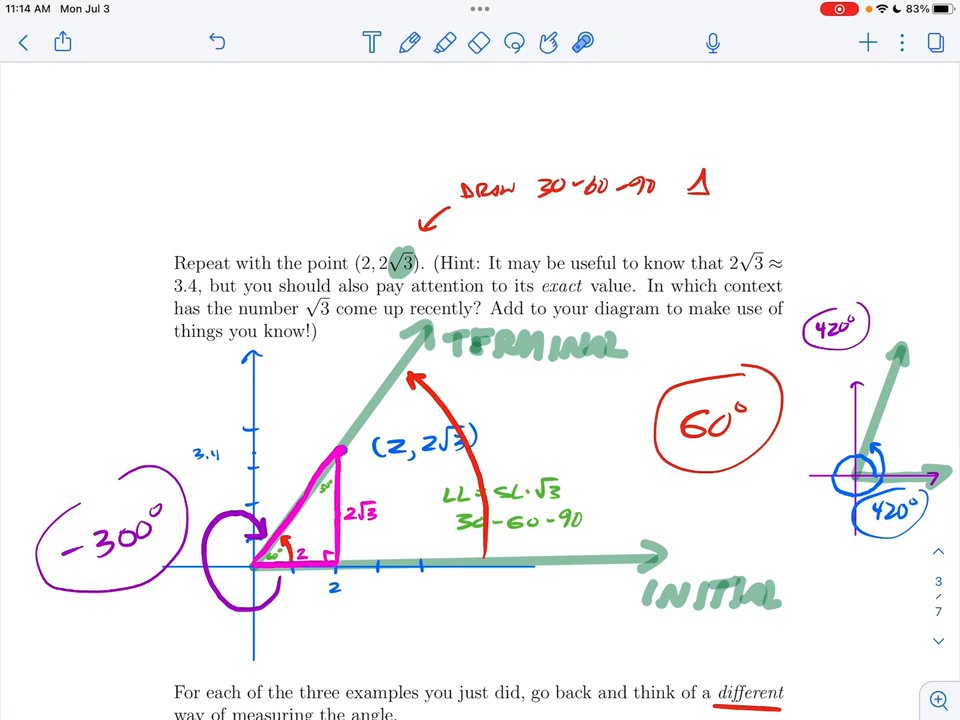 11:14 AM Mon Jul 3
83%
DRAW 30-60-90 Δ
Repeat with the point (2, 2√3). (Hint: It may be useful to know that 2√3 ≈
3.4, but you should also pay attention to its exact value. In which context
has the number √3 come up recently? Add to your diagram to make use of
things you know!)
420°
TERMINAL
60°
3.4
(2, 2√3)
30°
LL = SL·√3
2√3
30-60-90
420°
-300°
60°
2
2
INITIAL
3
/
7
For each of the three examples you just did, go back and think of a different
way of measuring the angle.